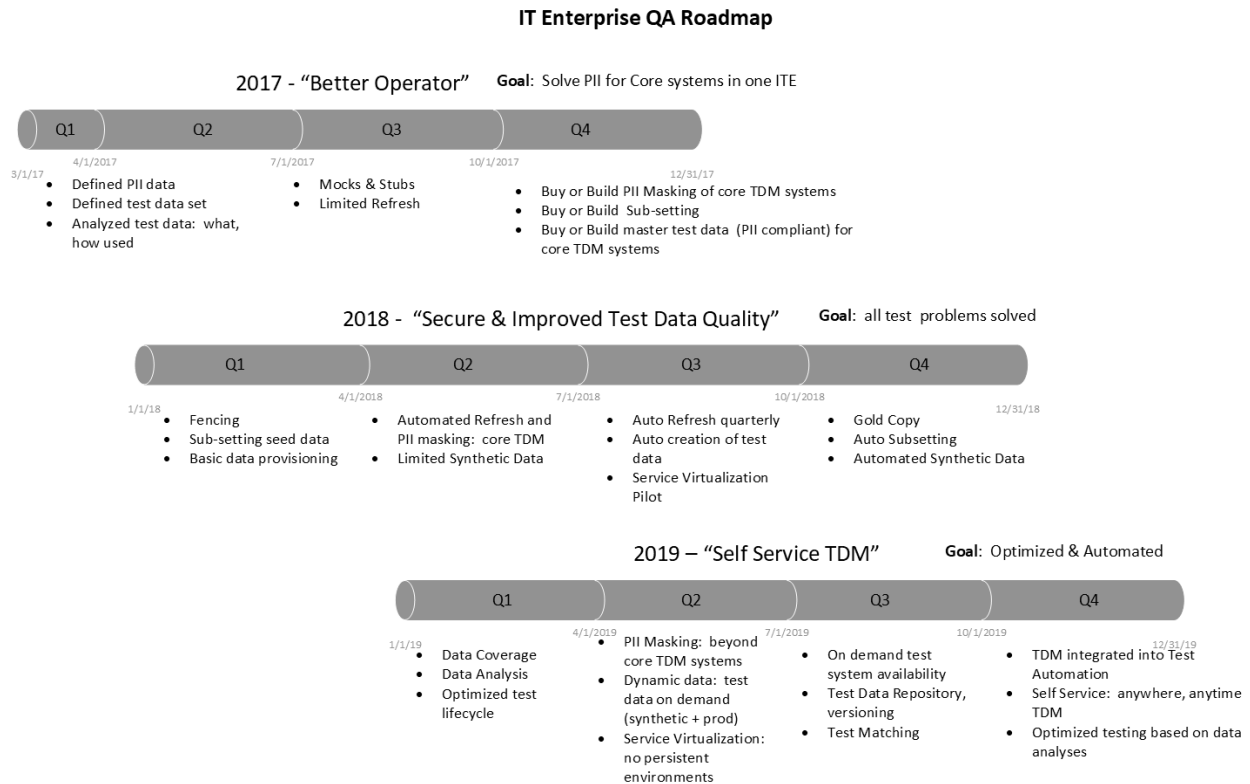 IT Enterprise QA Roadmap
2017 - “Better Operator”
Goal: Solve PII for Core systems in one ITE
Q1
Q2
Q3
Q4
3/1/17
4/1/2017
7/1/2017
10/1/2017
12/31/17
• Defined PII data
• Defined test data set
• Analyzed test data: what,
how used
• Mocks & Stubs
• Limited Refresh
• Buy or Build PII Masking of core TDM systems
• Buy or Build Sub-setting
• Buy or Build master test data (PII compliant) for
core TDM systems
2018 - “Secure & Improved Test Data Quality”
Goal: all test problems solved
Q1
Q2
Q3
Q4
1/1/18
4/1/2018
7/1/2018
10/1/2018
12/31/18
• Fencing
• Sub-setting seed data
• Basic data provisioning
• Automated Refresh and
PII masking: core TDM
• Limited Synthetic Data
• Auto Refresh quarterly
• Auto creation of test
data
• Service Virtualization
Pilot
• Gold Copy
• Auto Subsetting
• Automated Synthetic Data
2019 – “Self Service TDM”
Goal: Optimized & Automated
Q1
Q2
Q3
Q4
1/1/19
4/1/2019
7/1/2019
10/1/2019
12/31/19
• Data Coverage
• Data Analysis
• Optimized test
lifecycle
• PII Masking: beyond
core TDM systems
• Dynamic data: test
data on demand
(synthetic + prod)
• Service Virtualization:
no persistent
environments
• On demand test
system availability
• Test Data Repository,
versioning
• Test Matching
• TDM integrated into Test
Automation
• Self Service: anywhere, anytime
TDM
• Optimized testing based on data
analyses